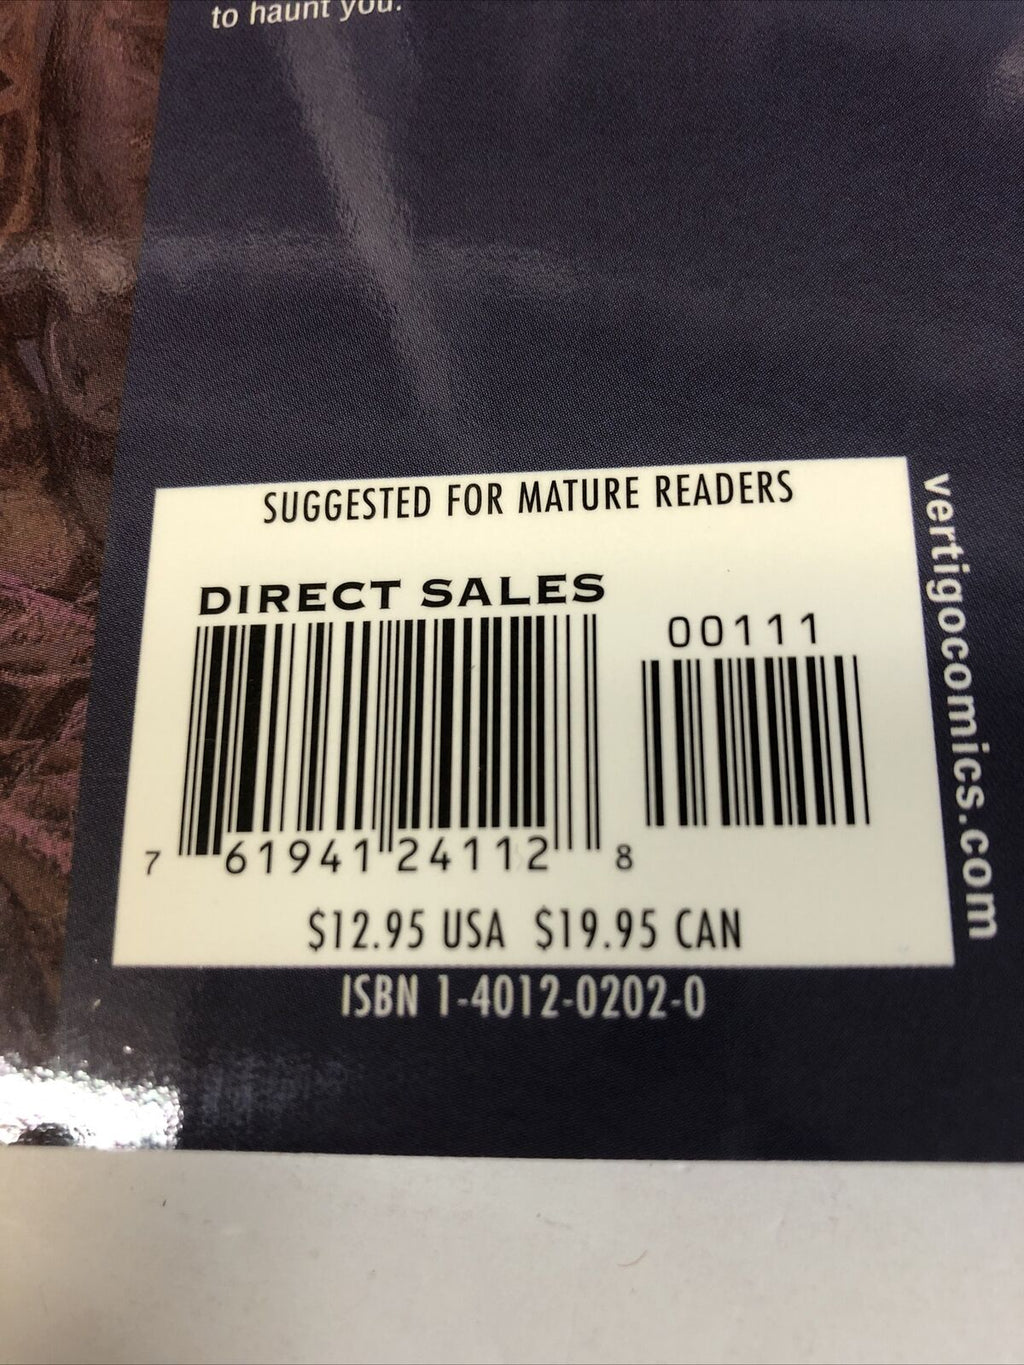 to haunt you.
SUGGESTED FOR MATURE READERS
DIRECT SALES
00111
7 61941 24112 8
$12.95 USA $19.95 CAN
ISBN 1-4012-0202-0
vertigocomics.com